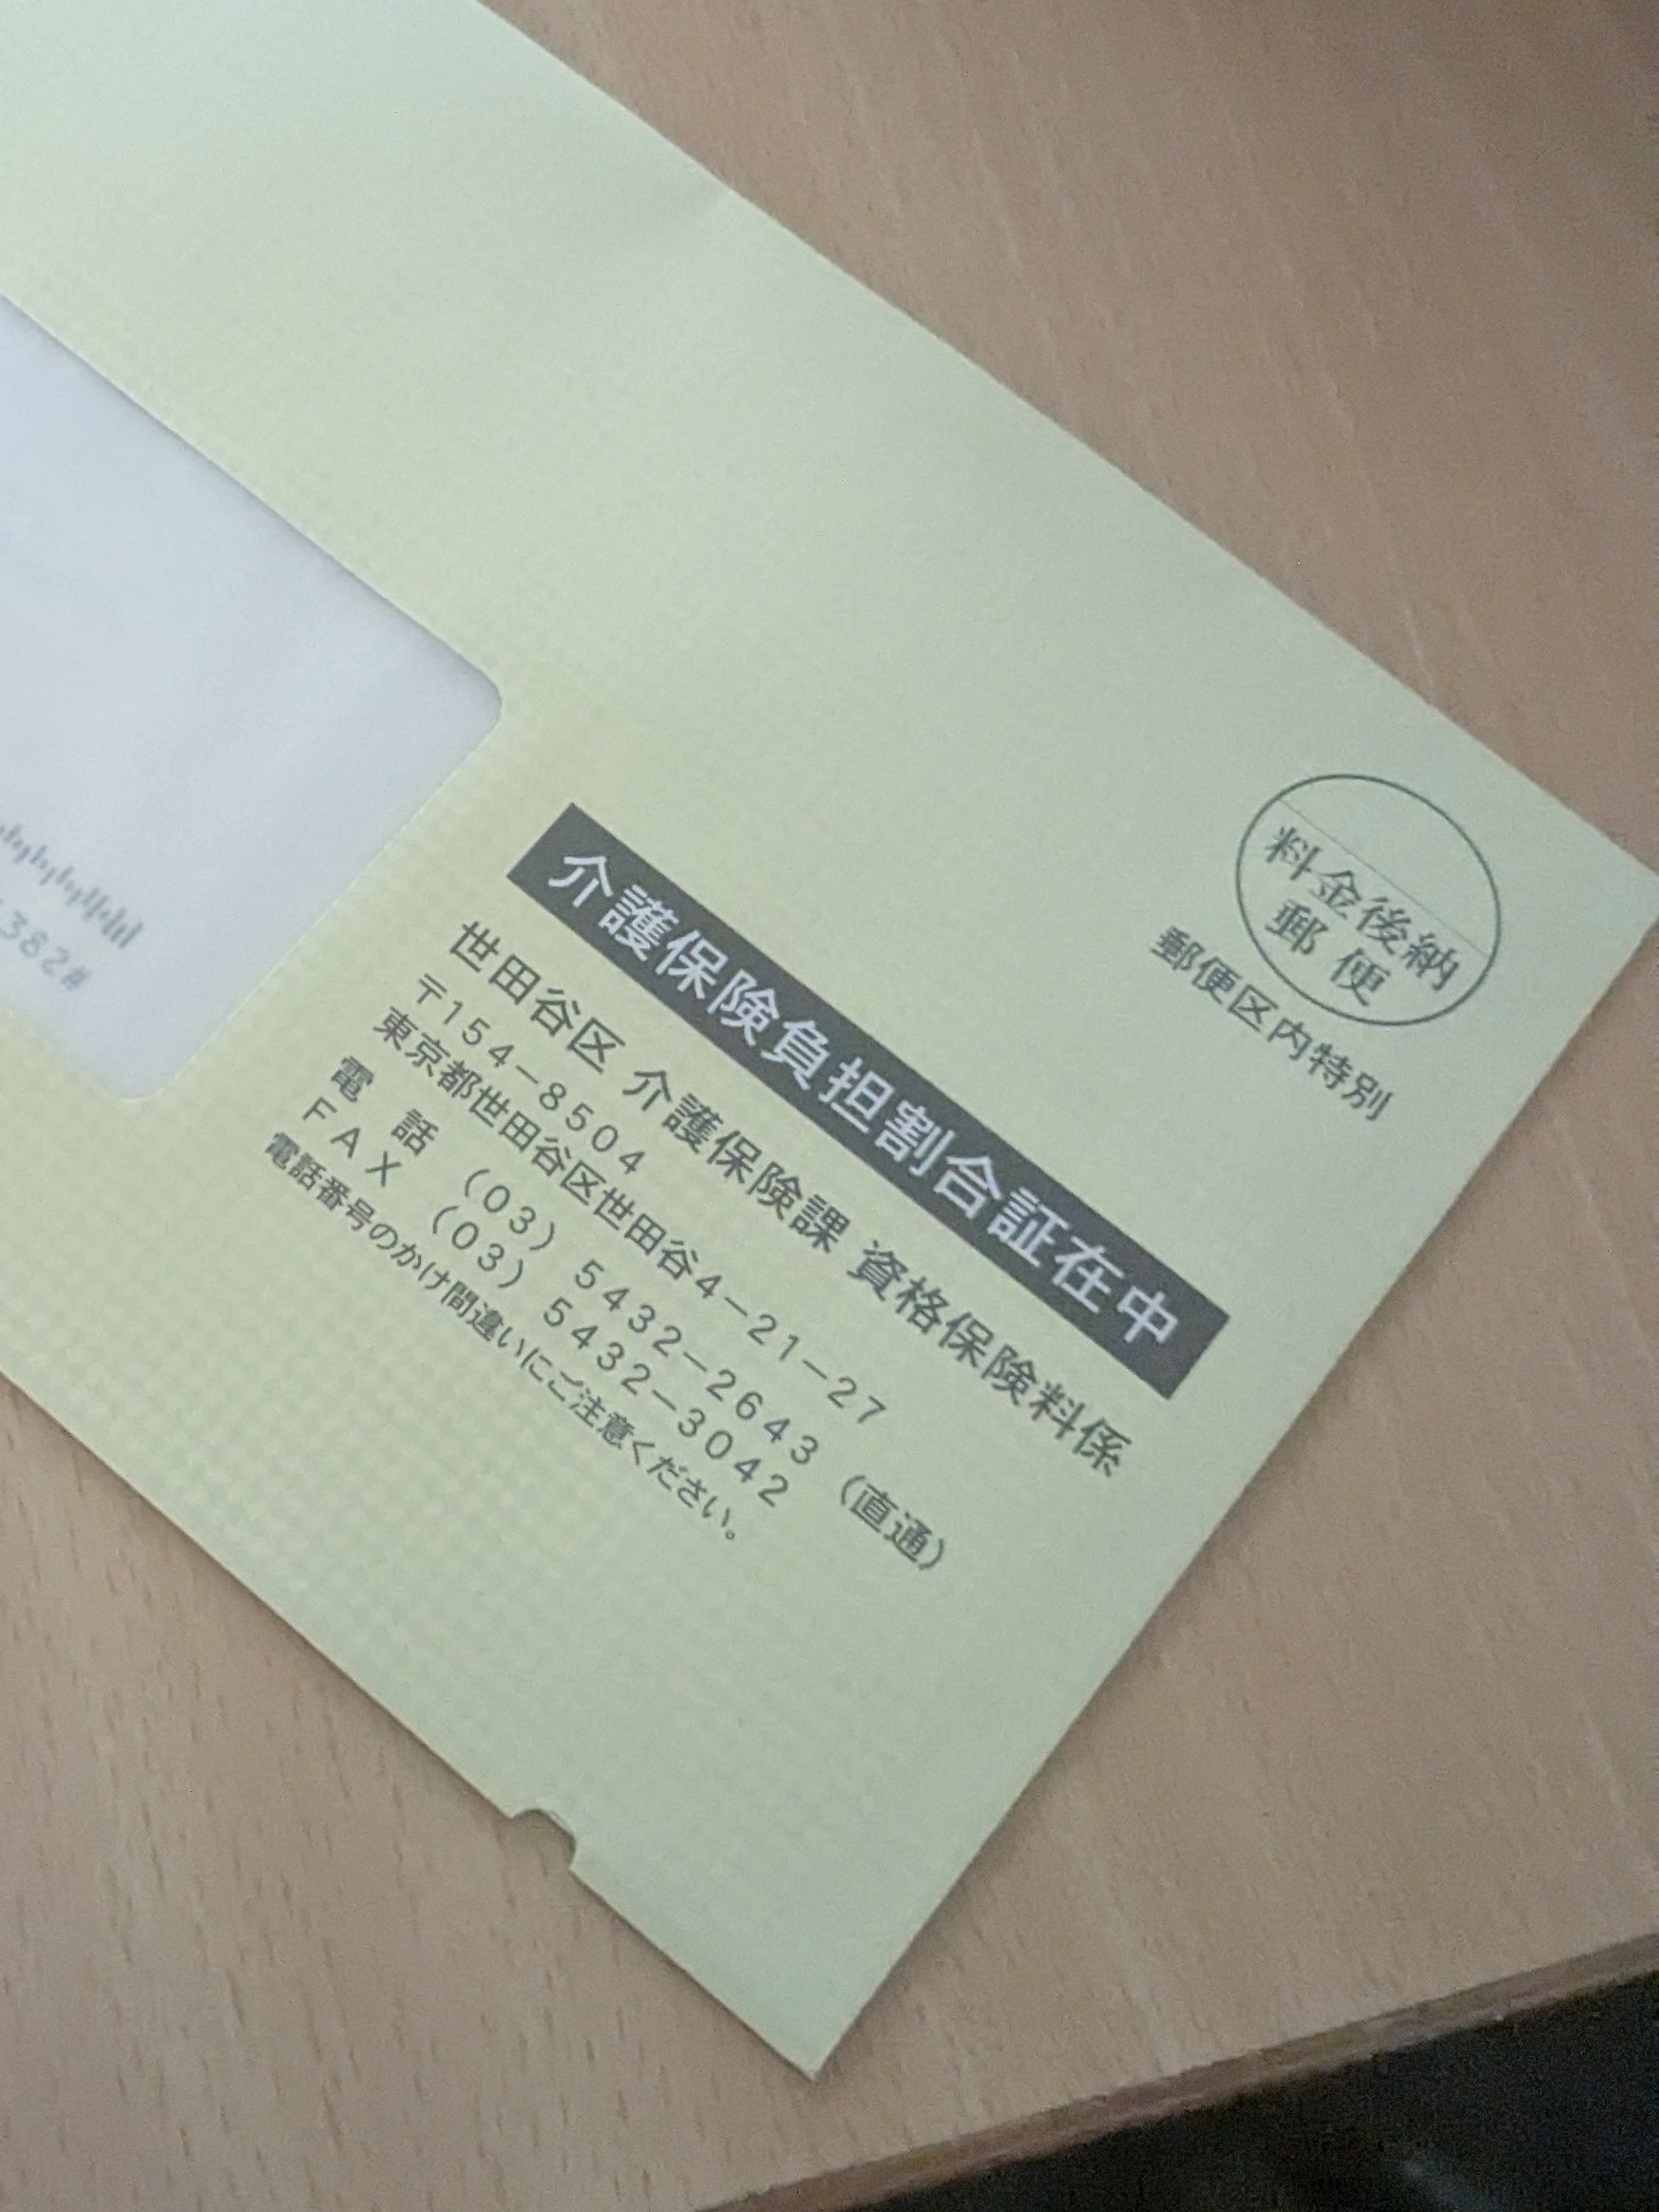 料金後納
郵便
郵便区内特別
介護保険負担割合証在中
世田谷区 介護保険課 資格保険料係
〒154－8504
東京都世田谷区世田谷4－21－27
電 話 （03）5432－2643（直通）
FAX （03）5432－3042
電話番号のかけ間違いにご注意ください。
382#